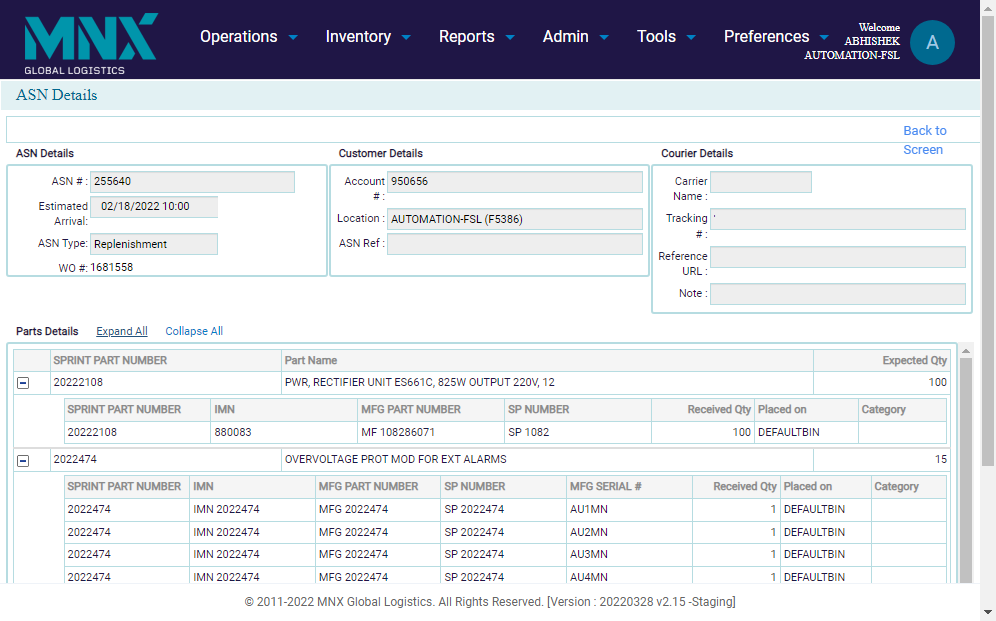 MNX
GLOBAL LOGISTICS
Operations Inventory Reports Admin Tools Preferences
Welcome
ABHISHEK
AUTOMATION-FSL
A
ASN Details
Back to
Screen
ASN Details
ASN # : 255640
Estimated
Arrival: 02/18/2022 10:00
ASN Type: Replenishment
WO #: 1681558
Customer Details
Account
# : 950656
Location : AUTOMATION-FSL (F5386)
ASN Ref :
Courier Details
Carrier
Name :
Tracking
# : '
Reference
URL :
Note :
Parts Details Expand All Collapse All
SPRINT PART NUMBER Part Name Expected Qty
20222108 PWR, RECTIFIER UNIT ES661C, 825W OUTPUT 220V, 12 100
SPRINT PART NUMBER IMN MFG PART NUMBER SP NUMBER Received Qty Placed on Category
20222108 880083 MF 108286071 SP 1082 100 DEFAULTBIN
2022474 OVERVOLTAGE PROT MOD FOR EXT ALARMS 15
SPRINT PART NUMBER IMN MFG PART NUMBER SP NUMBER MFG SERIAL # Received Qty Placed on Category
2022474 IMN 2022474 MFG 2022474 SP 2022474 AU1MN 1 DEFAULTBIN
2022474 IMN 2022474 MFG 2022474 SP 2022474 AU2MN 1 DEFAULTBIN
2022474 IMN 2022474 MFG 2022474 SP 2022474 AU3MN 1 DEFAULTBIN
2022474 IMN 2022474 MFG 2022474 SP 2022474 AU4MN 1 DEFAULTBIN
© 2011-2022 MNX Global Logistics. All Rights Reserved. [Version : 20220328 v2.15 -Staging]